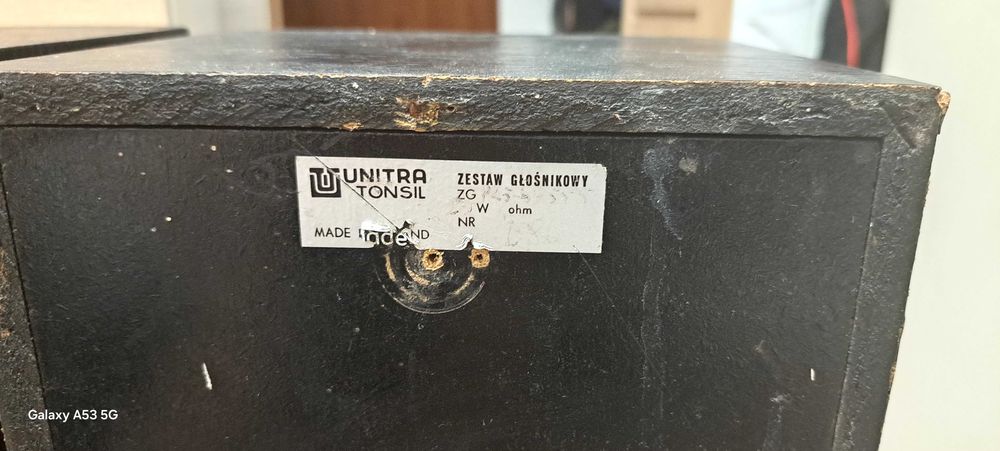 UNITRA
TONSIL
ZESTAW GŁOŚNIKOWY
ZG
W ohm
NR
MADE
Galaxy A53 5G